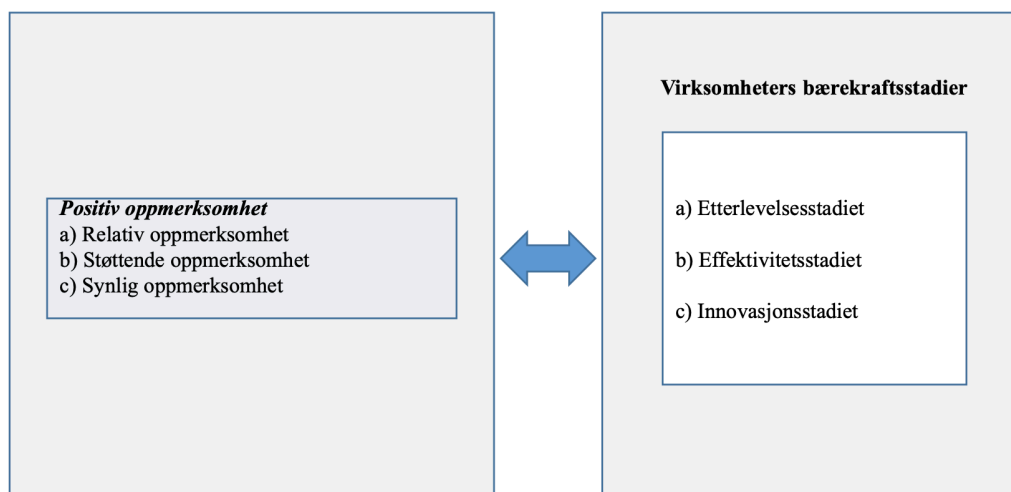 Positiv oppmerksomhet
a) Relativ oppmerksomhet
b) Støttende oppmerksomhet
c) Synlig oppmerksomhet
Virksomheters bærekraftsstadier
a) Etterlevelsesstadiet
b) Effektivitetsstadiet
c) Innovasjonsstadiet